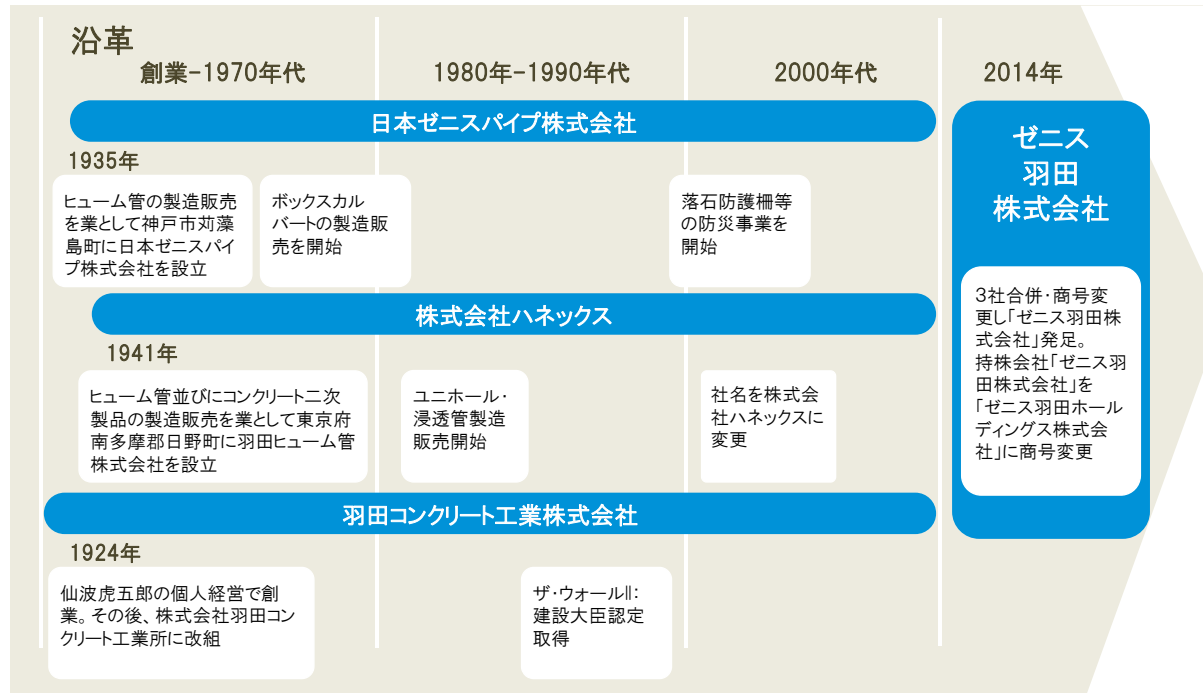 沿革
創業-1970年代
1980年-1990年代
2000年代
2014年
日本ゼニスパイプ株式会社
1935年
ヒューム管の製造販売
を業として神戸市苅藻
島町に日本ゼニスパイ
プ株式会社を設立
ボックスカル
バートの製造販
売を開始
落石防護柵等
の防災事業を
開始
株式会社ハネックス
1941年
ヒューム管並びにコンクリート二次
製品の製造販売を業として東京府
南多摩郡日野町に羽田ヒューム管
株式会社を設立
ユニホール・
浸透管製造
販売開始
社名を株式会
社ハネックスに
変更
羽田コンクリート工業株式会社
1924年
仙波虎五郎の個人経営で創
業。その後、株式会社羽田コン
クリート工業所に改組
ザ・ウォールⅡ:
建設大臣認定
取得
ゼニス
羽田
株式会社
3社合併・商号変
更し「ゼニス羽田株
式会社」発足。
持株会社「ゼニス羽
田株式会社」を
「ゼニス羽田ホール
ディングス株式会
社」に商号変更